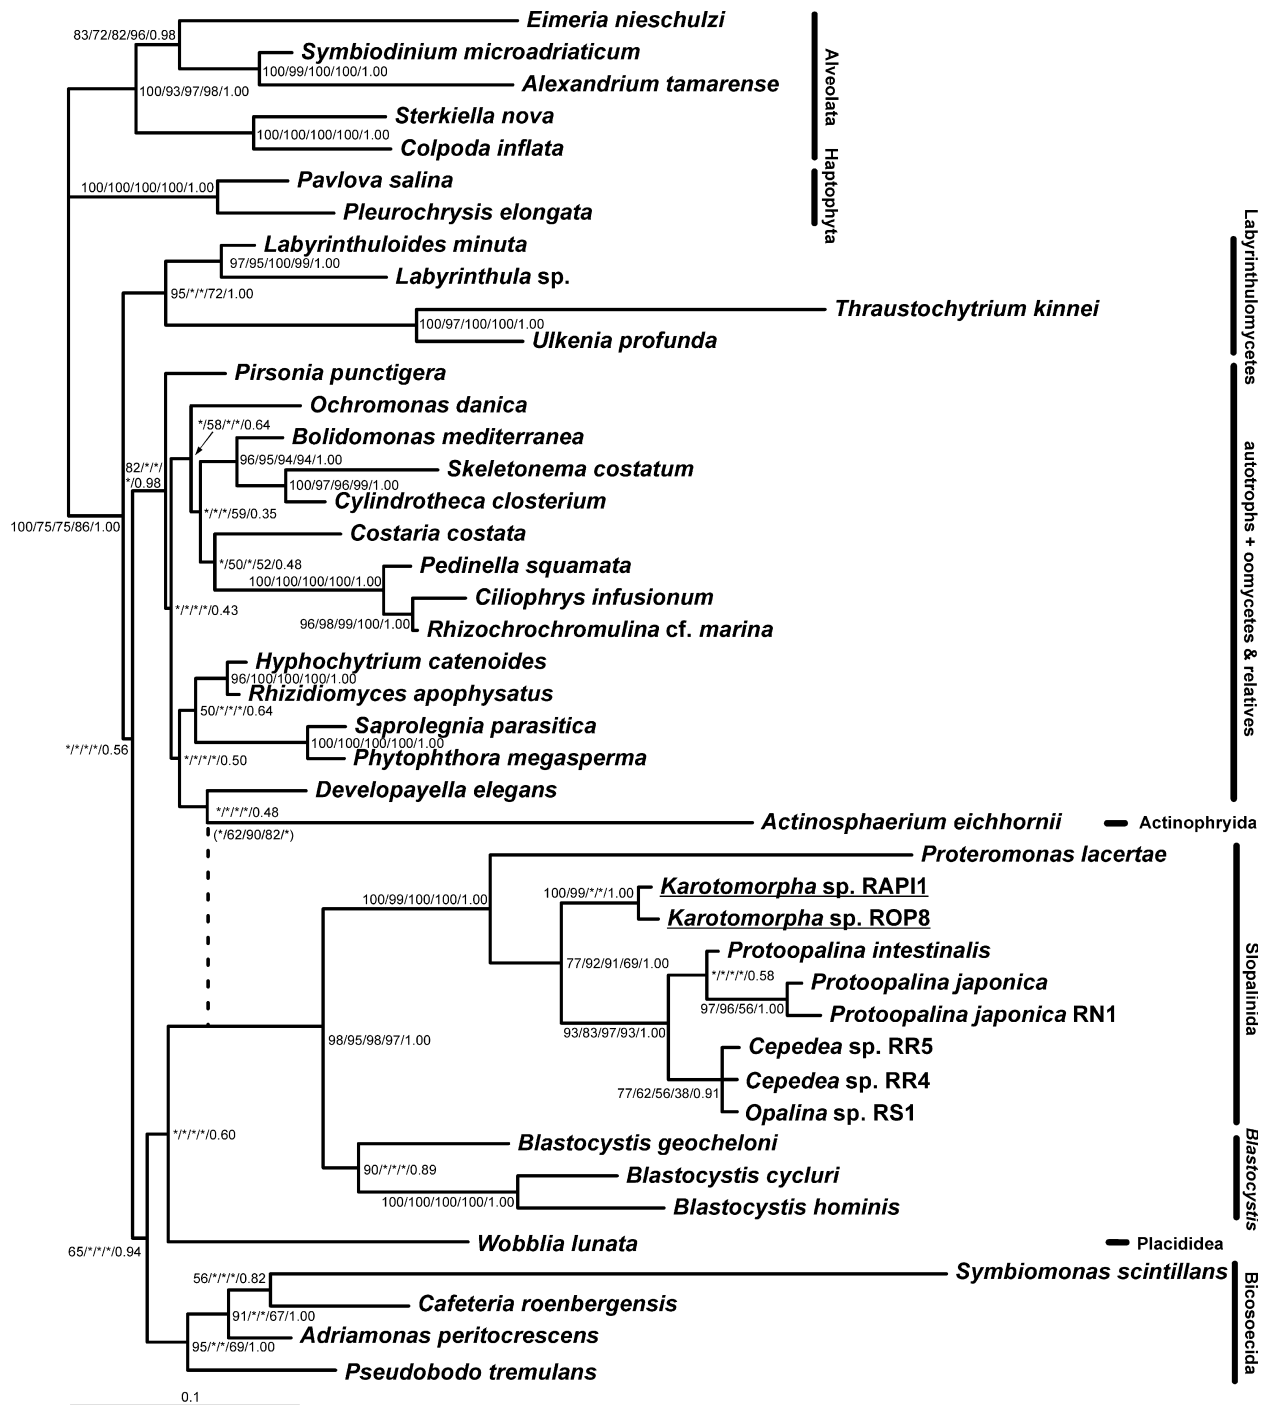 Eimeria nieschulzi
83/72/82/96/0.98
Symbiodinium microadriaticum
100/99/100/100/1.00
Alexandrium tamarense
100/93/97/98/1.00
Sterkiella nova
100/100/100/100/1.00
Colpoda inflata
Alveolata
Pavlova salina
100/100/100/100/1.00
Pleurochrysis elongata
Haptophyta
Labyrinthuloides minuta
97/95/100/99/1.00
Labyrinthula sp.
95/*/*/72/1.00
Thraustochytrium kinnei
100/97/100/100/1.00
Ulkenia profunda
Labyrinthulomycetes
Pirsonia punctigera
Ochromonas danica
*/58/*/*/0.64
Bolidomonas mediterranea
96/95/94/94/1.00
Skeletonema costatum
82/*/*/
*/0.98
100/97/96/99/1.00
Cylindrotheca closterium
*/*/*/59/0.35
100/75/75/86/1.00
Costaria costata
*/50/*/52/0.48
Pedinella squamata
100/100/100/100/1.00
Ciliophrys infusionum
*/*/*/*/0.43
96/98/99/100/1.00
Rhizochrochromulina cf. marina
Hyphochytrium catenoides
96/100/100/100/1.00
Rhizidiomyces apophysatus
50/*/*/*/0.64
Saprolegnia parasitica
100/100/100/100/1.00
*/*/*/*/0.56
Phytophthora megasperma
*/*/*/*/0.50
Developayella elegans
autotrophs + oomycetes & relatives
*/*/*/*/0.48
Actinosphaerium eichhornii
Actinophryida
(*/62/90/82/*)
Proteromonas lacertae
Karotomorpha sp. RAPI1
100/99/*/*/1.00
100/99/100/100/1.00
Karotomorpha sp. ROP8
Protoopalina intestinalis
77/92/91/69/1.00
*/*/*/*/0.58
Protoopalina japonica
97/96/56/1.00
Protoopalina japonica RN1
93/83/97/93/1.00
98/95/98/97/1.00
Cepedea sp. RR5
Cepedea sp. RR4
77/62/56/38/0.91
Opalina sp. RS1
Slopalinida
*/*/*/*/0.60
Blastocystis geocheloni
90/*/*/*/0.89
Blastocystis cycluri
100/100/100/100/1.00
Blastocystis hominis
Blastocystis
Wobblia lunata
Placididea
65/*/*/*/0.94
Symbiomonas scintillans
56/*/*/*/0.82
Cafeteria roenbergensis
91/*/*/67/1.00
Adriamonas peritocrescens
95/*/*/69/1.00
Pseudobodo tremulans
Bicosoecida
0.1